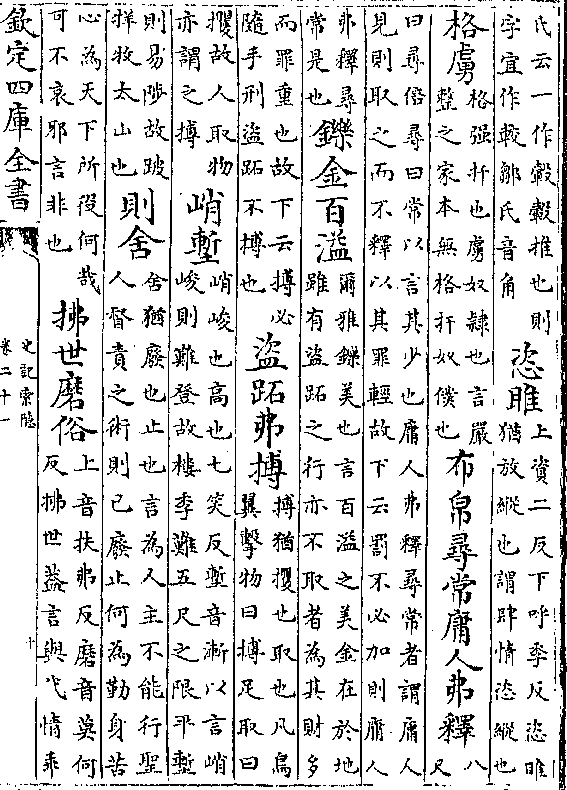 氏云一作觳觳推也則
字宜作較鄒氏音角
恣雎
上資二反下呼季反恣雎
猶放縱也謂肆情恣縱也
格虜
格强扞也虜奴隸也言嚴
整之家本無格扞奴僕也
布帛尋常庸人弗釋
八
尺
曰尋倍尋曰常以言其少也庸人弗釋尋常者謂庸人
見則取之而不釋以其罪輕故下云罰不必加則庸人
弗釋尋
常是也
鑠金百溢
爾雅鑠美也言百溢之美金在於地
雖有盜跖之行亦不取者為其財多
而罪重也故下云搏必
隨手刑盜跖不搏也
盜跖弗搏
搏猶攫也取也凡鳥
翼擊物曰搏足取曰
攫故人取物
亦謂之搏
峭塹
峭峻也高也七笑反塹音漸以言峭
峻則難登故樓季難五尺之限平塹
則易陟故跛
牂牧太山也
則舍
舍猶廢也止也言為人主不能行聖
人督責之術則已廢止何為勤身苦
心為天下所役何哉
可不哀邪言非也
拂世磨俗
上音扶弗反磨音莫何
反拂世蓋言與代情乖
欽定四庫全書
史記索隱
卷二十一
十